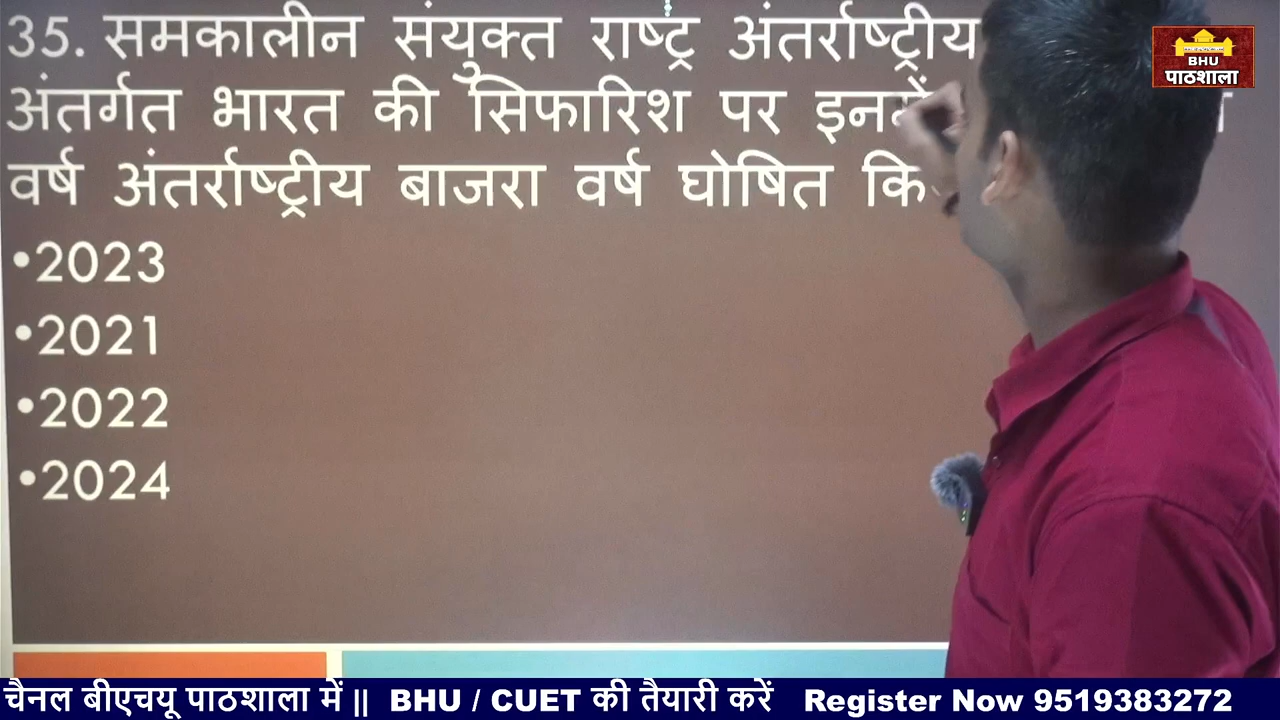 35. समकालीन संयुक्त राष्ट्र अंतर्राष्ट्रीय
अंतर्गत भारत की सिफारिश पर
वर्ष अंतर्राष्ट्रीय बाजरा वर्ष घोषित
•2023
•2021
•2022
•2024
BHU
पाठशाला
चैनल बीएचयू पाठशाला में || BHU / CUET की तैयारी करें Register Now 9519383272